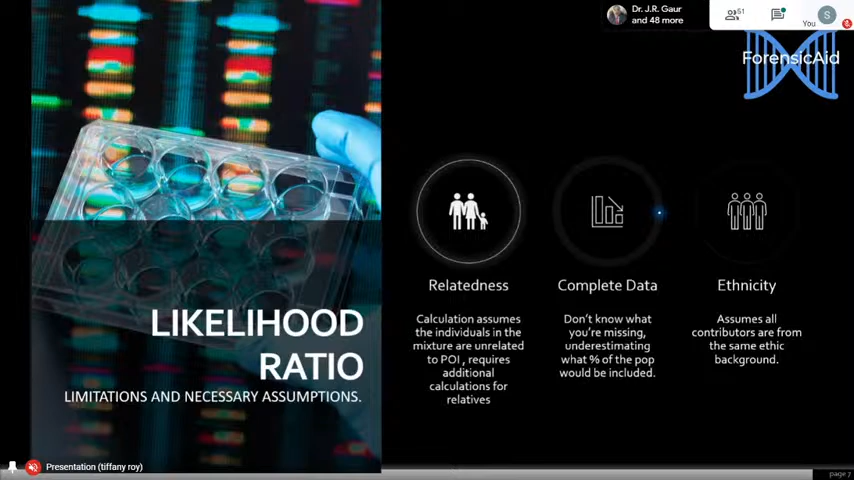 Dr. J.R. Gaur
and 48 more
51
S
You
ForensicAid
LIKELIHOOD
RATIO
LIMITATIONS AND NECESSARY ASSUMPTIONS.
Relatedness
Calculation assumes
the individuals in the
mixture are unrelated
to POI , requires
additional
calculations for
relatives
Complete Data
Don't know what
you're missing,
underestimating
what % of the pop
would be included.
Ethnicity
Assumes all
contributors are from
the same ethic
background.
Presentation (tiffany roy)
page 7